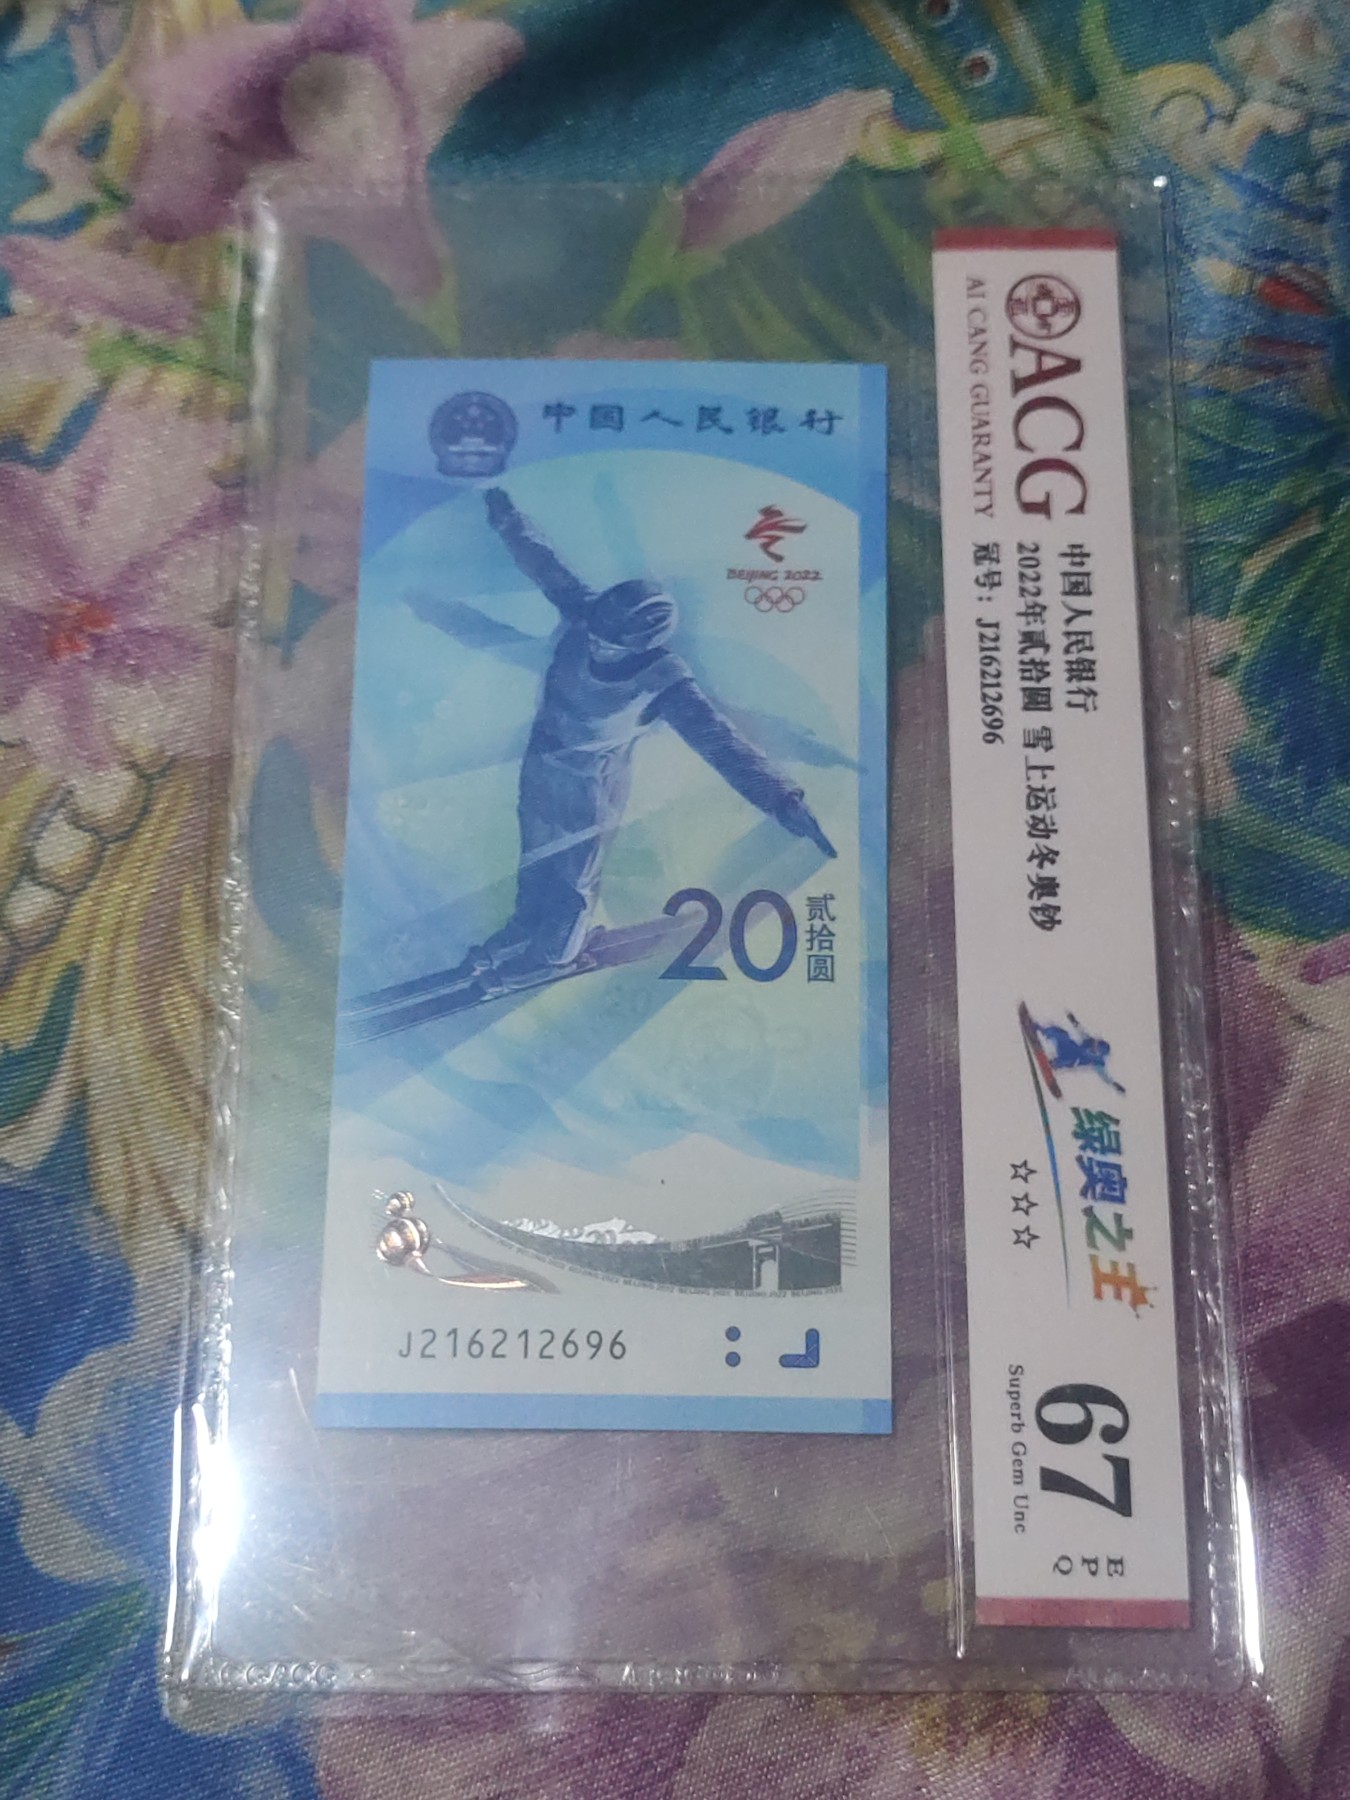 中国人民银行
BEIJING 2022
20
贰拾圆
J216212696
ACG
AI CANG GUARANTY
中国人民银行
2022年贰拾圆 雪上运动冬奥钞
冠号: J216212696
绿奥之主
☆☆☆
67
EPQ
Superb Gem Unc